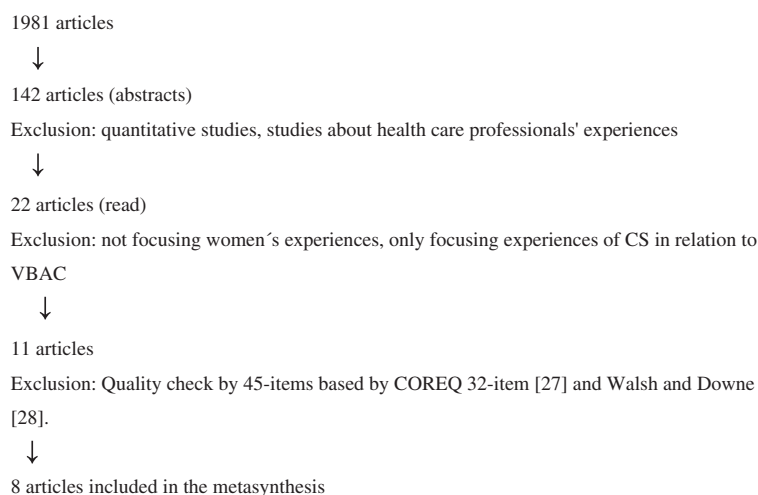 1981 articles
↓
142 articles (abstracts)
Exclusion: quantitative studies, studies about health care professionals' experiences
↓
22 articles (read)
Exclusion: not focusing women´s experiences, only focusing experiences of CS in relation to
VBAC
↓
11 articles
Exclusion: Quality check by 45-items based by COREQ 32-item [27] and Walsh and Downe
[28].
↓
8 articles included in the metasynthesis